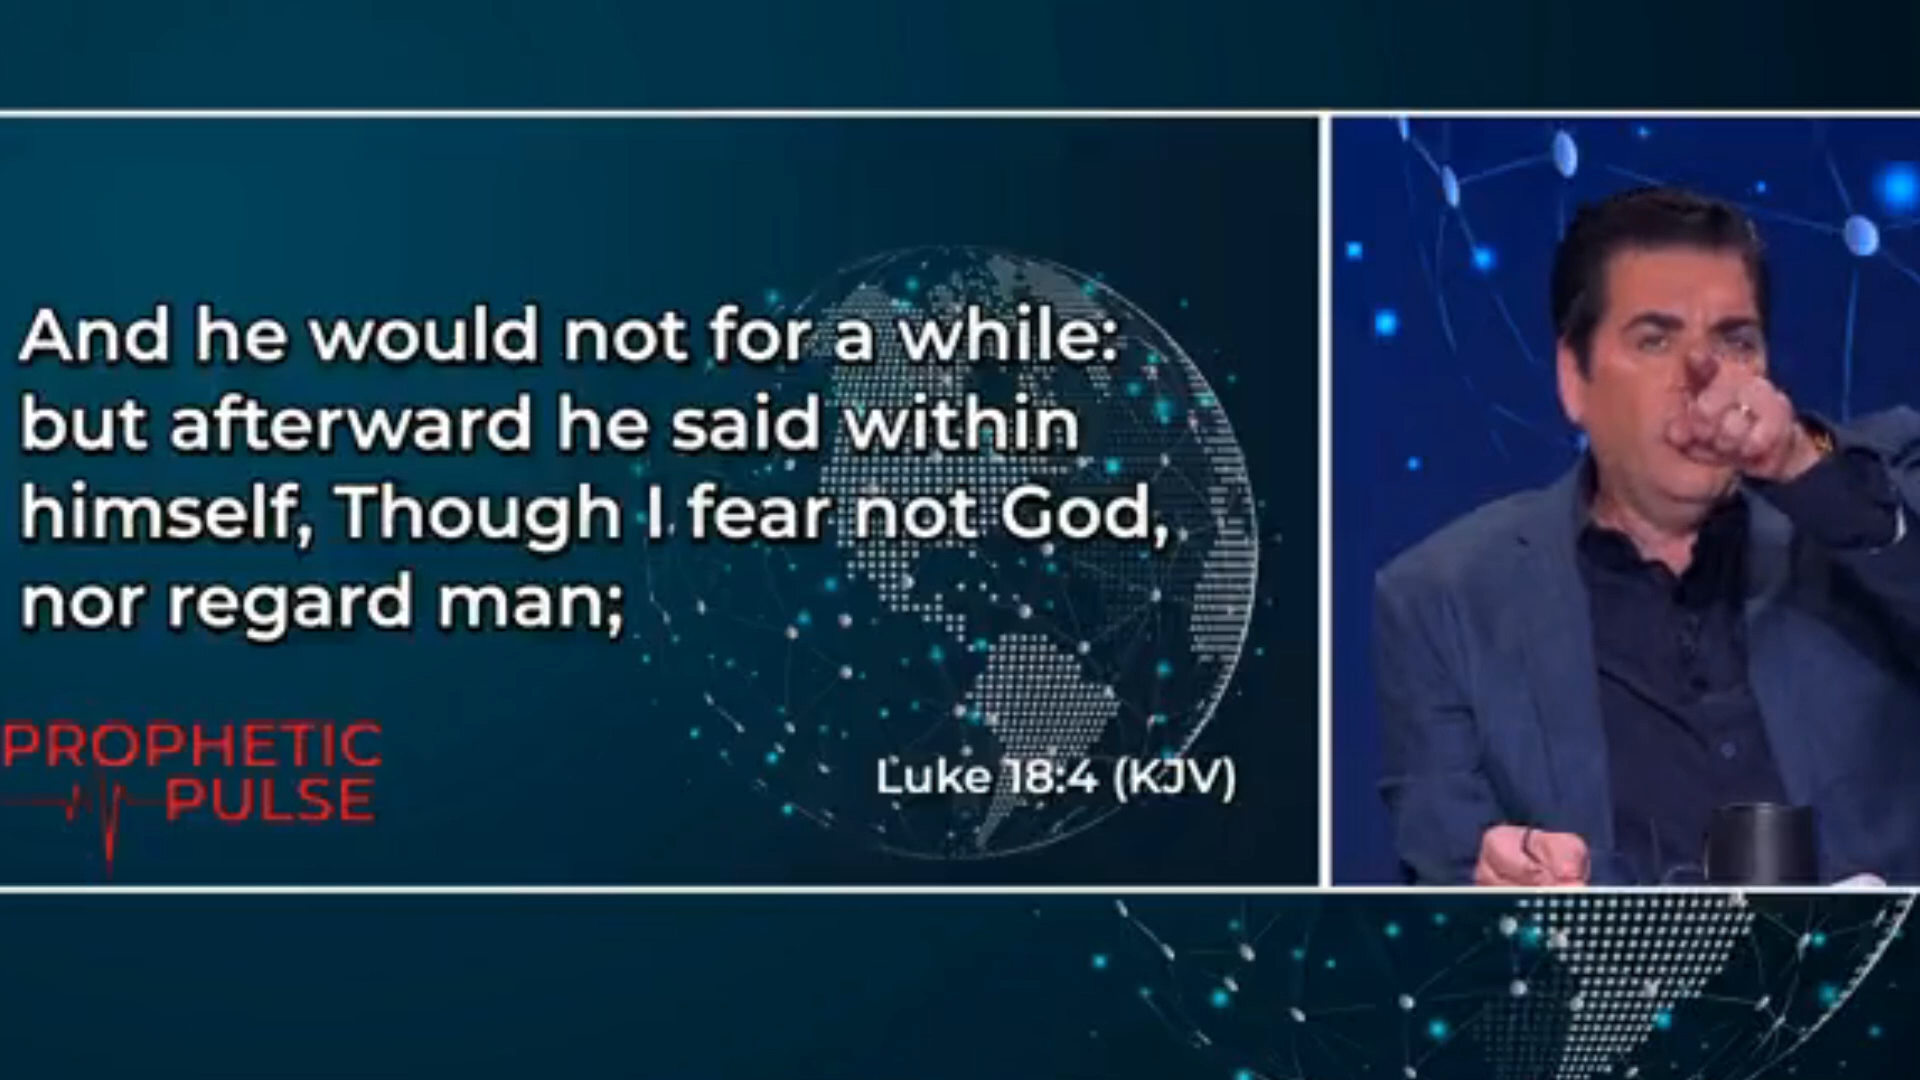 And he would not for a while:
but afterward he said within
himself, Though I fear not God,
nor regard man;
PROPHETIC
PULSE
Luke 18:4 (KJV)